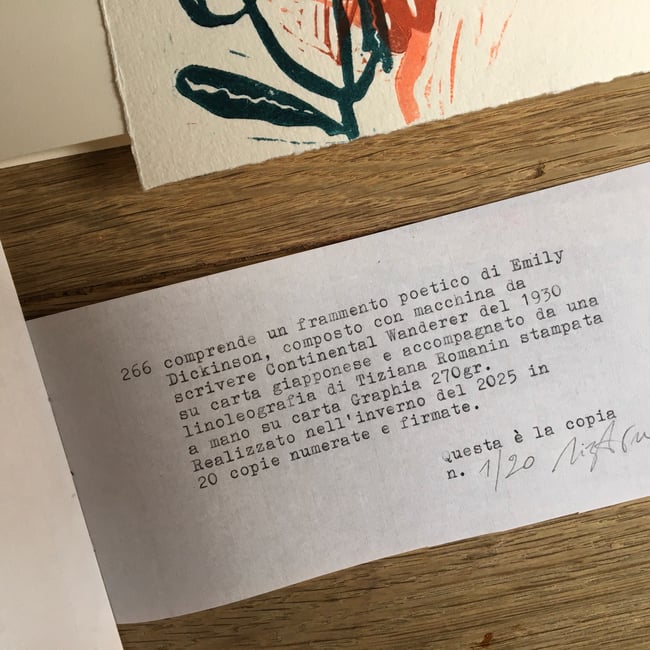 266 comprende un frammento poetico di Emily
Dickinson, composto con macchina da
scrivere Continental Wanderer del 1930
su carta giapponese e accompagnato da una
linoleografia di Tiziana Romanin stampata
a mano su carta Graphia 270gr.
Realizzato nell'inverno del 2025 in
20 copie numerate e firmate.
Questa è la copia
n. 1/20